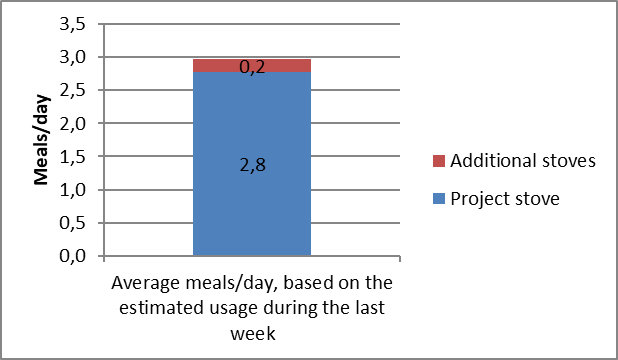 3,5
3,0
2,5
2,0
1,5
1,0
0,5
0,0
Meals/day
0,2
2,8
Additional stoves
Project stove
Average meals/day, based on the
estimated usage during the last
week